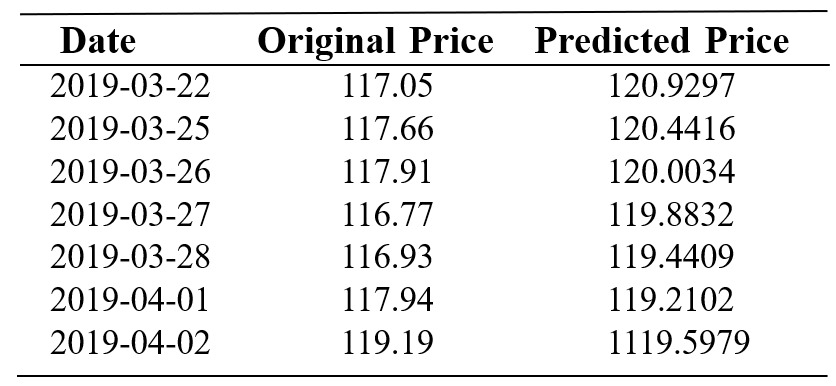 Date Original Price Predicted Price
2019-03-22 117.05 120.9297
2019-03-25 117.66 120.4416
2019-03-26 117.91 120.0034
2019-03-27 116.77 119.8832
2019-03-28 116.93 119.4409
2019-04-01 117.94 119.2102
2019-04-02 119.19 1119.5979